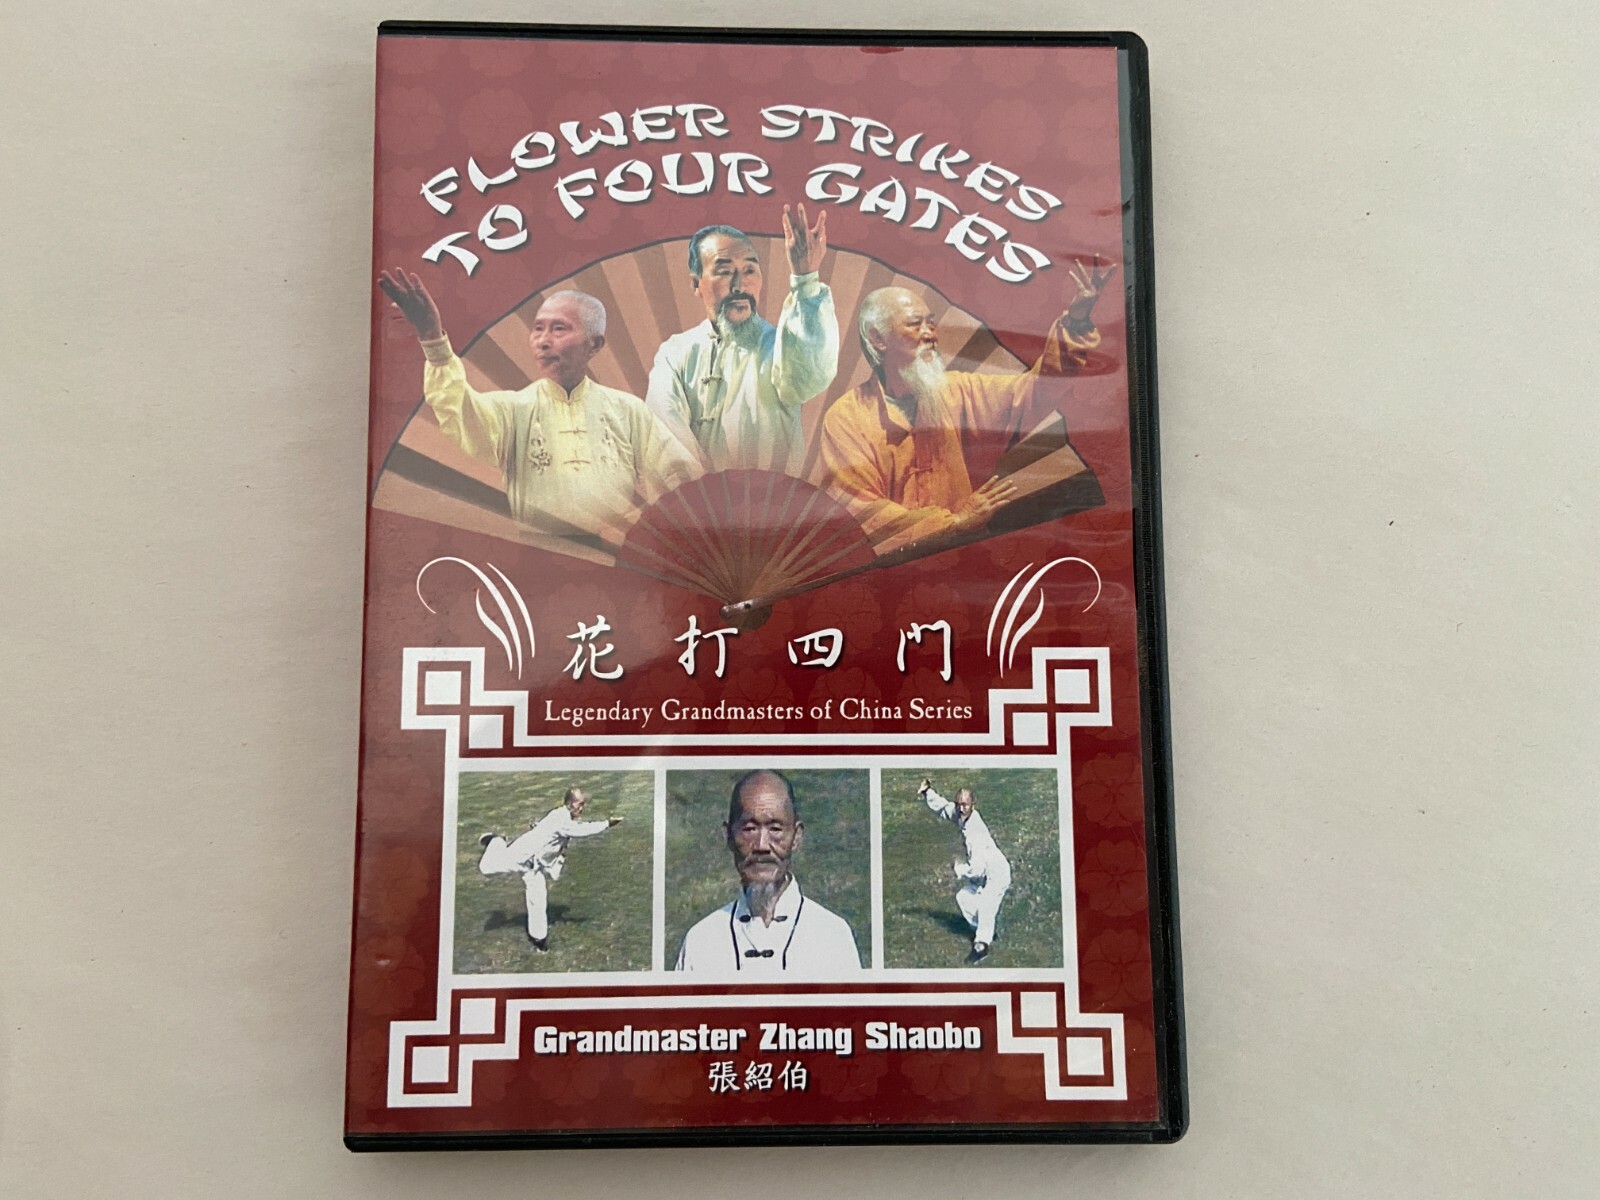 FLOWER STRIKES
TO FOUR GATES
花打四門
Legendary Grandmasters of China Series
Grandmaster Zhang Shaobo
張紹伯